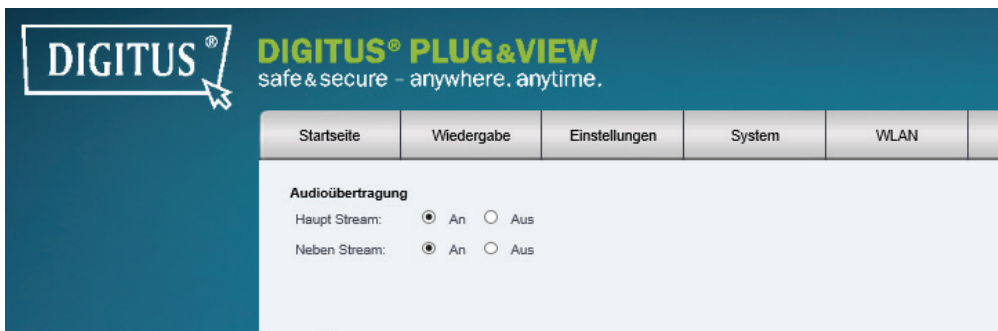 DIGITUS®
DIGITUS® PLUG&VIEW
safe & secure – anywhere. anytime.
Startseite Wiedergabe Einstellungen System WLAN
Audioübertragung
Haupt Stream: An Aus
Neben Stream: An Aus